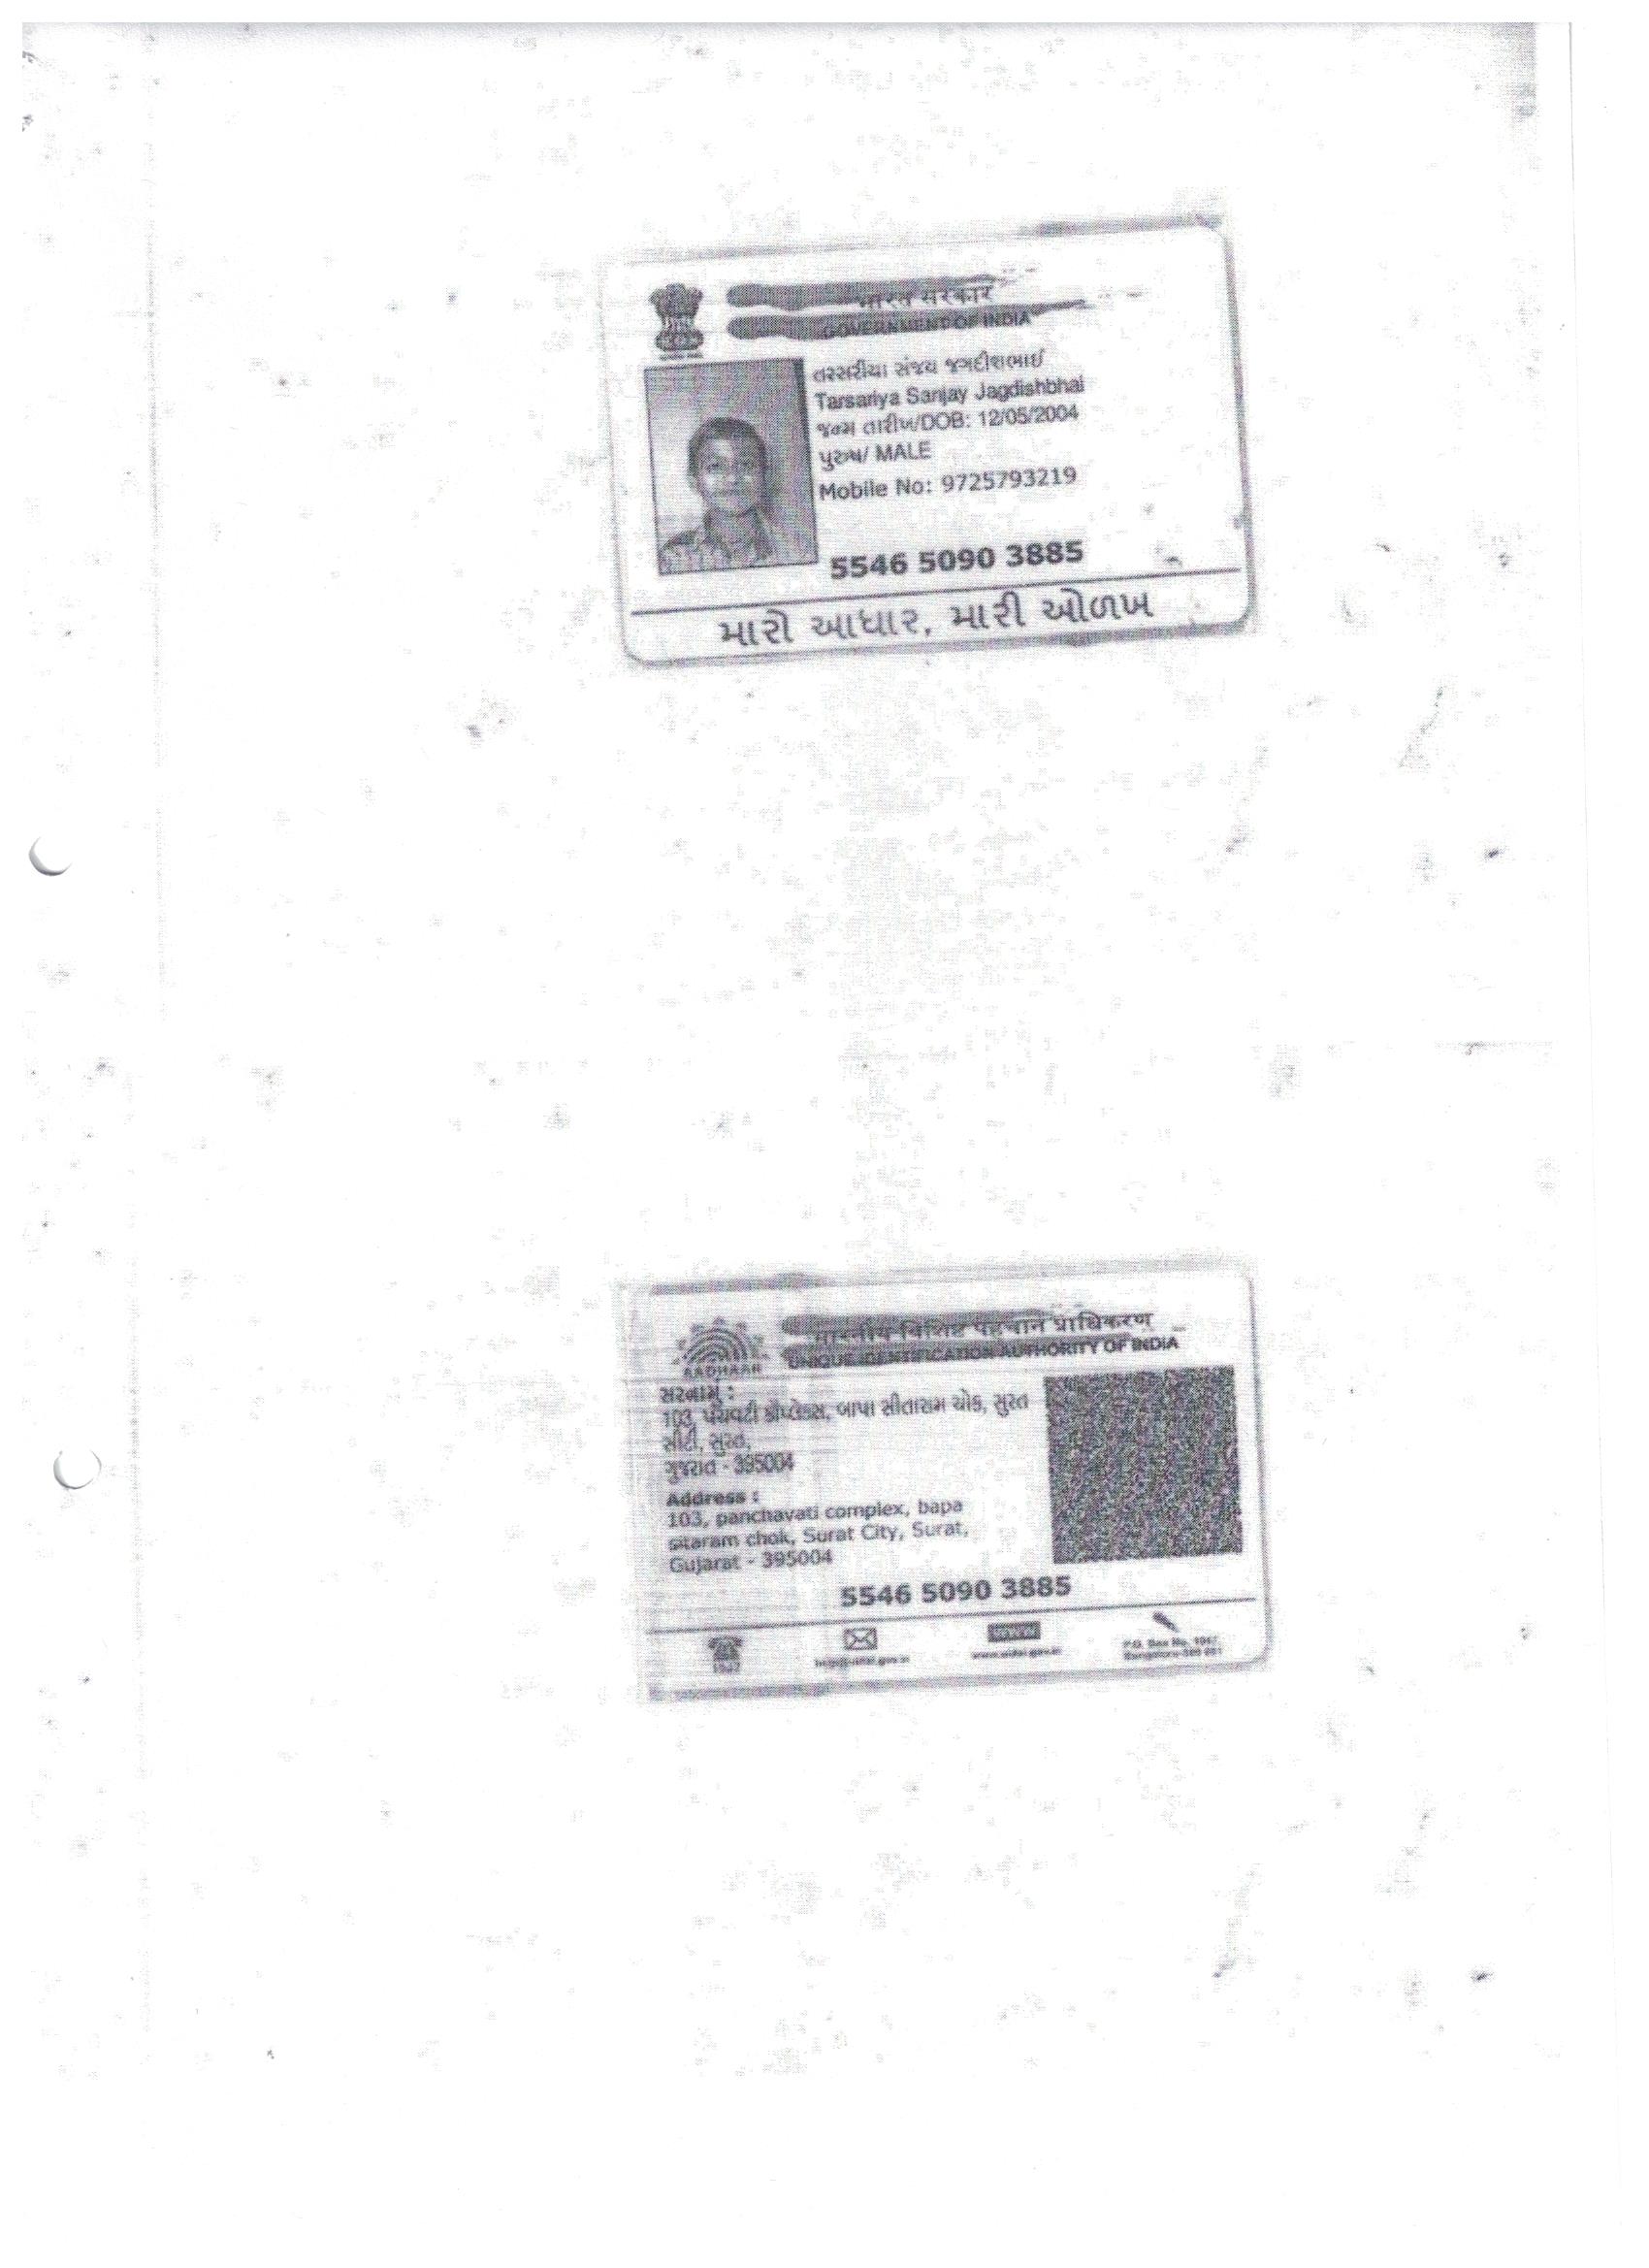 भारत सरकार
GOVERNMENT OF INDIA
તરસરીયા સંજય જગદીશભાઈ
Tarsariya Sanjay Jagdishbhai
જન્મ તારીખ/DOB: 12/05/2004
પુરુષ/ MALE
Mobile No: 9725793219
5546 5090 3885
મારો આધાર, મારી ઓળખ
भारतीय विशिष्ट पहचान प्राधिकरण
UNIQUE IDENTIFICATION AUTHORITY OF INDIA
AADHAAR
સરનામું :
103, પંચવટી કોમ્પ્લેક્સ, બાપા સીતારામ ચોક, સુરત
સીટી, સુરત,
ગુજરાત - 395004
Address :
103, panchavati complex, bapa
sitaram chok, Surat City, Surat,
Gujarat - 395004
5546 5090 3885
1947
help@uidai.gov.in
www
www.uidai.gov.in
P.O. Box No. 1947